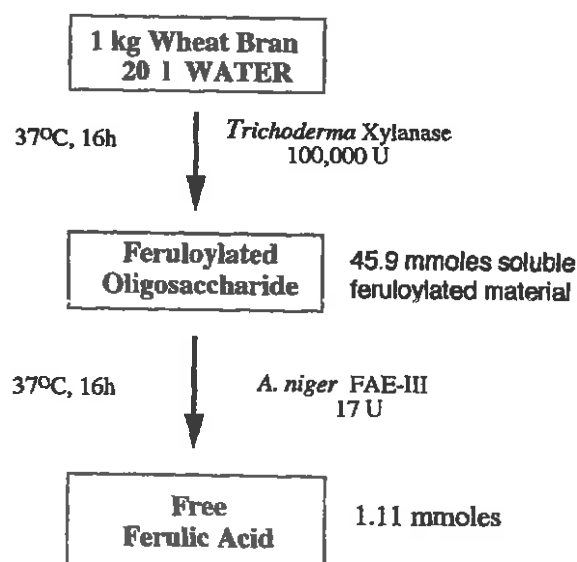 1 kg Wheat Bran
20 l WATER
37°C, 16h
Trichoderma Xylanase
100,000 U
Feruloylated
Oligosaccharide
45.9 mmoles soluble
feruloylated material
37°C, 16h
A. niger FAE-III
17 U
Free
Ferulic Acid
1.11 mmoles